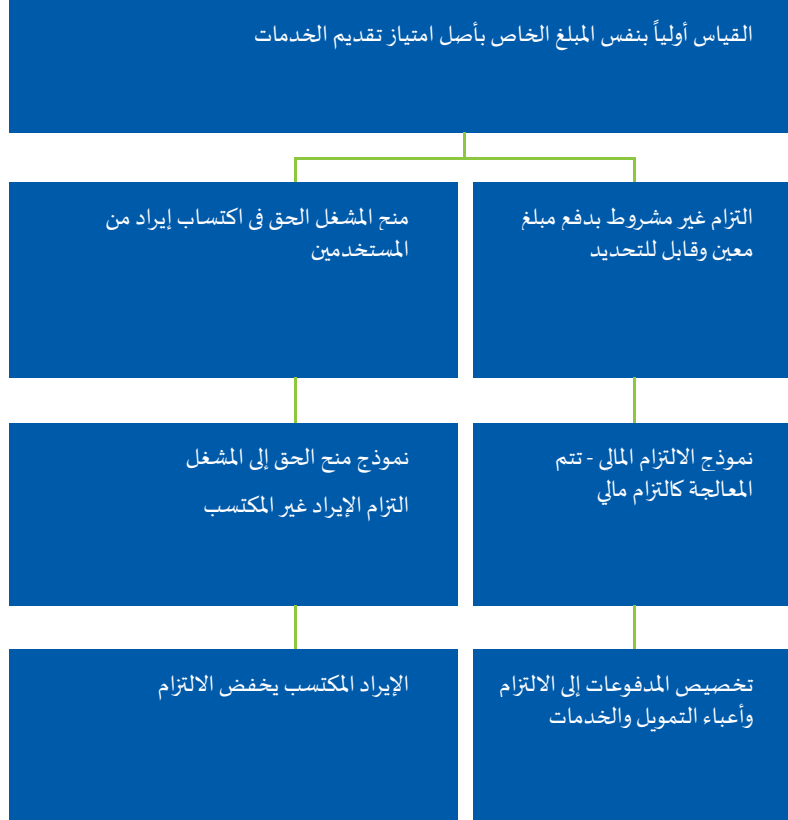 القياس أولياً بنفس المبلغ الخاص بأصل امتياز تقديم الخدمات
التزام غير مشروط بدفع مبلغ
معين وقابل للتحديد
منح المشغل الحق فى اكتساب إيراد من
المستخدمين
نموذج الالتزام المالى - تتم
المعالجة كالتزام مالي
نموذج منح الحق إلى المشغل
التزام الإيراد غير المكتسب
تخصيص المدفوعات إلى الالتزام
وأعباء التمويل والخدمات
الإيراد المكتسب يخفض الالتزام